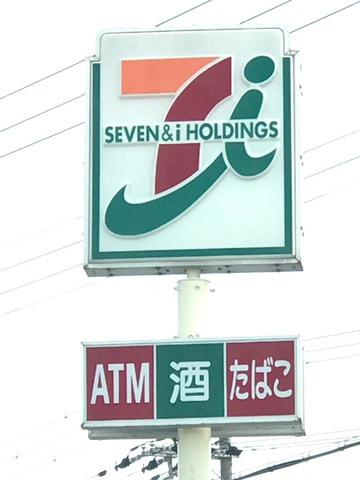 SEVEN & i HOLDINGS
ATM 酒 たばこ